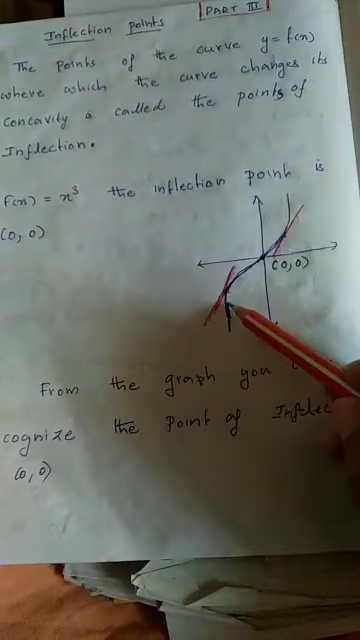 Inflection points PART III
The points of the curve y = f(x)
where which the curve changes its
concavity is called the points of
Inflection.
F(x) = x³ the inflection point is
(0, 0)
(0,0)
From the graph you
cognize the Point of Inflec
(0, 0)